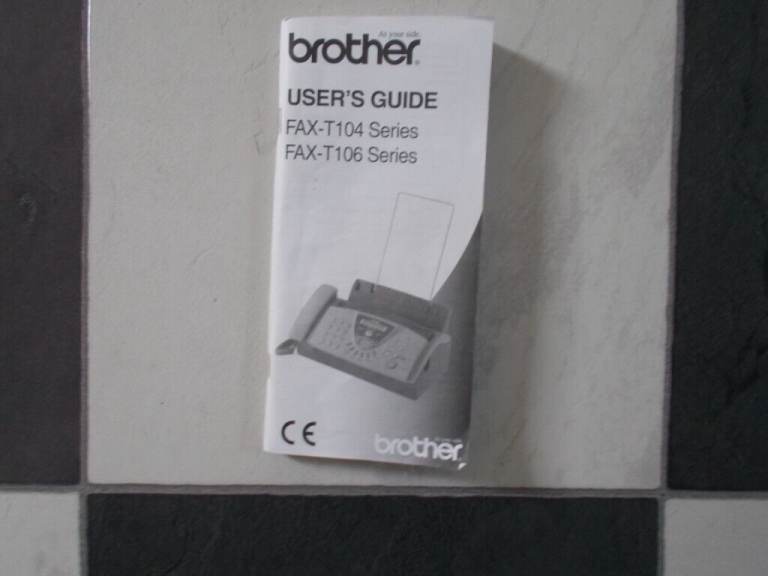 At your side.
brother®
USER'S GUIDE
FAX-T104 Series
FAX-T106 Series
CE
brother